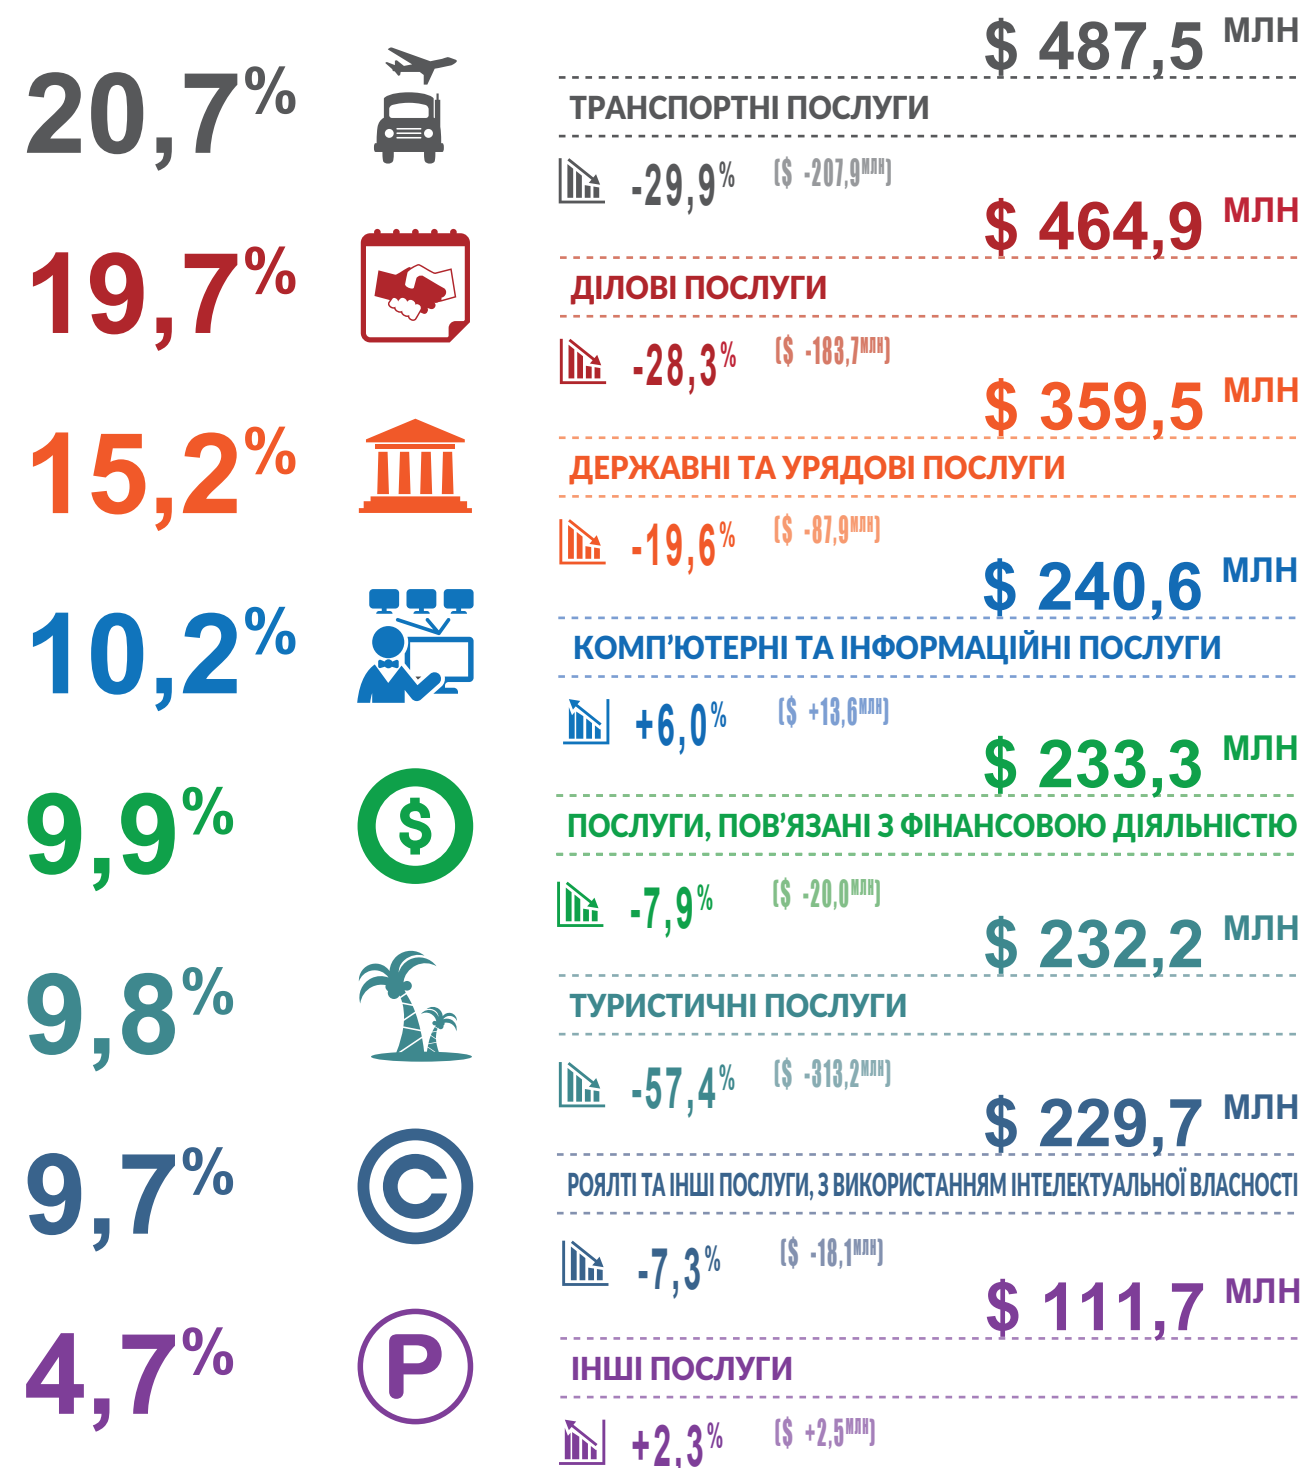 20,7%
$ 487,5 МЛН
ТРАНСПОРТНІ ПОСЛУГИ
-29,9% ($ -207,9МЛН)
19,7%
$ 464,9 МЛН
ДІЛОВІ ПОСЛУГИ
-28,3% ($ -183,7МЛН)
15,2%
$ 359,5 МЛН
ДЕРЖАВНІ ТА УРЯДОВІ ПОСЛУГИ
-19,6% ($ -87,9МЛН)
10,2%
$ 240,6 МЛН
КОМП’ЮТЕРНІ ТА ІНФОРМАЦІЙНІ ПОСЛУГИ
+6,0% ($ +13,6МЛН)
9,9%
$
$ 233,3 МЛН
ПОСЛУГИ, ПОВ’ЯЗАНІ З ФІНАНСОВОЮ ДІЯЛЬНІСТЮ
-7,9% ($ -20,0МЛН)
9,8%
$ 232,2 МЛН
ТУРИСТИЧНІ ПОСЛУГИ
-57,4% ($ -313,2МЛН)
9,7%
©
$ 229,7 МЛН
РОЯЛТІ ТА ІНШІ ПОСЛУГИ, З ВИКОРИСТАННЯМ ІНТЕЛЕКТУАЛЬНОЇ ВЛАСНОСТІ
-7,3% ($ -18,1МЛН)
4,7%
P
$ 111,7 МЛН
ІНШІ ПОСЛУГИ
+2,3% ($ +2,5МЛН)